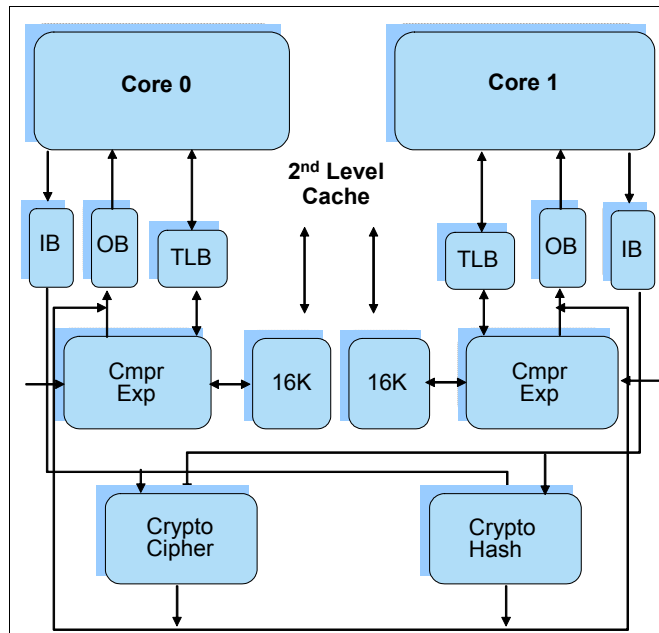 Core 0
Core 1
2nd Level
Cache
IB
OB
TLB
TLB
OB
IB
Cmpr
Exp
16K
16K
Cmpr
Exp
Crypto
Cipher
Crypto
Hash